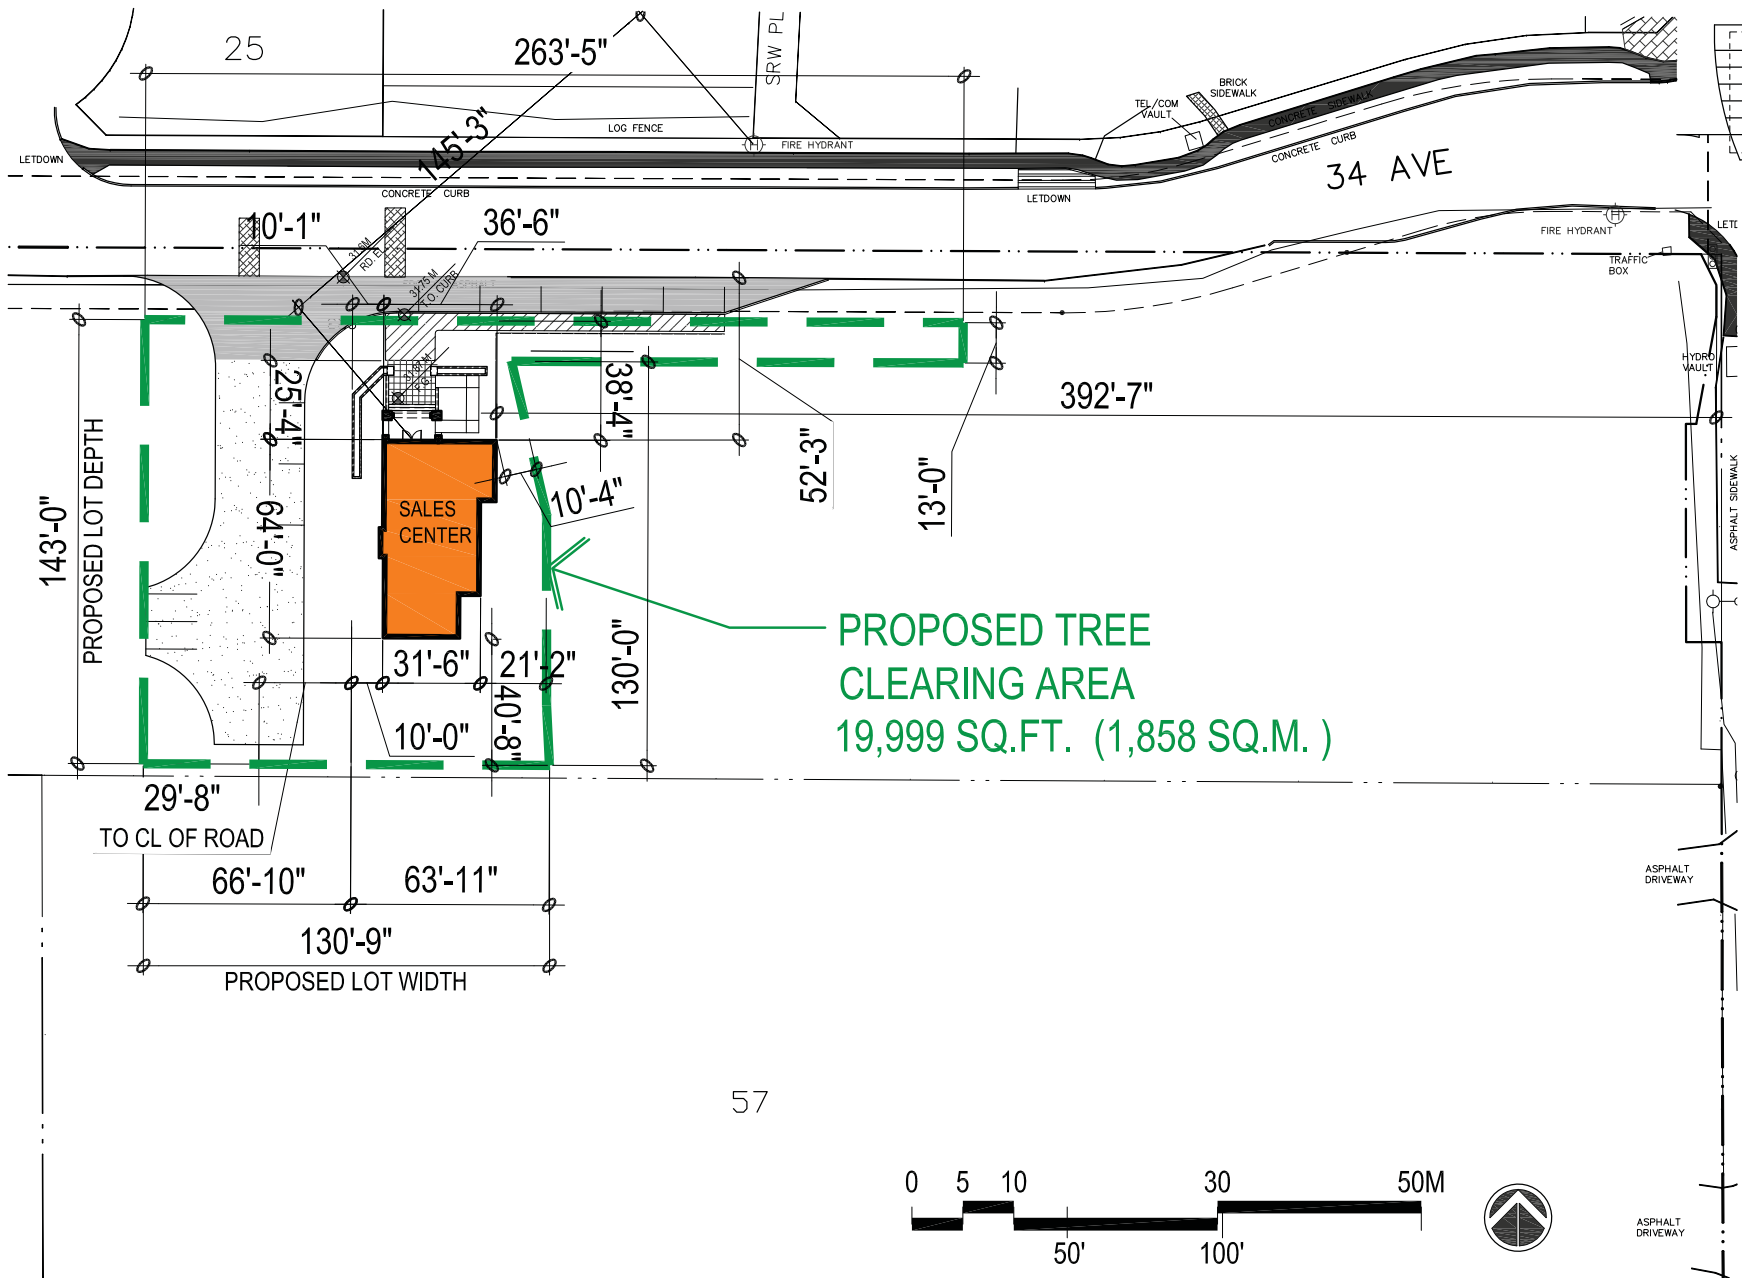 25
263'-5"
SRW PL
BRICK
SIDEWALK
TEL/COM
VAULT
CONCRETE SIDEWALK
LOG FENCE
FIRE HYDRANT
CONCRETE CURB
LETDOWN
145'-3"
34 AVE
CONCRETE CURB
LETDOWN
10'-1"
36'-6"
FIRE HYDRANT
TRAFFIC
BOX
RD. EL.
31.75 M
T.O. CURB
HYDRO
VAULT
25'-4"
38'-4"
392'-7"
52'-3"
13'-0"
143'-0"
PROPOSED LOT DEPTH
64'-0"
SALES
CENTER
10'-4"
ASPHALT SIDEWALK
PROPOSED TREE
CLEARING AREA
19,999 SQ.FT. (1,858 SQ.M. )
31'-6"
21'-2"
130'-0"
40'-8"
10'-0"
29'-8"
TO CL OF ROAD
66'-10"
63'-11"
130'-9"
PROPOSED LOT WIDTH
ASPHALT
DRIVEWAY
57
0 5 10 30 50M
50' 100'
ASPHALT
DRIVEWAY